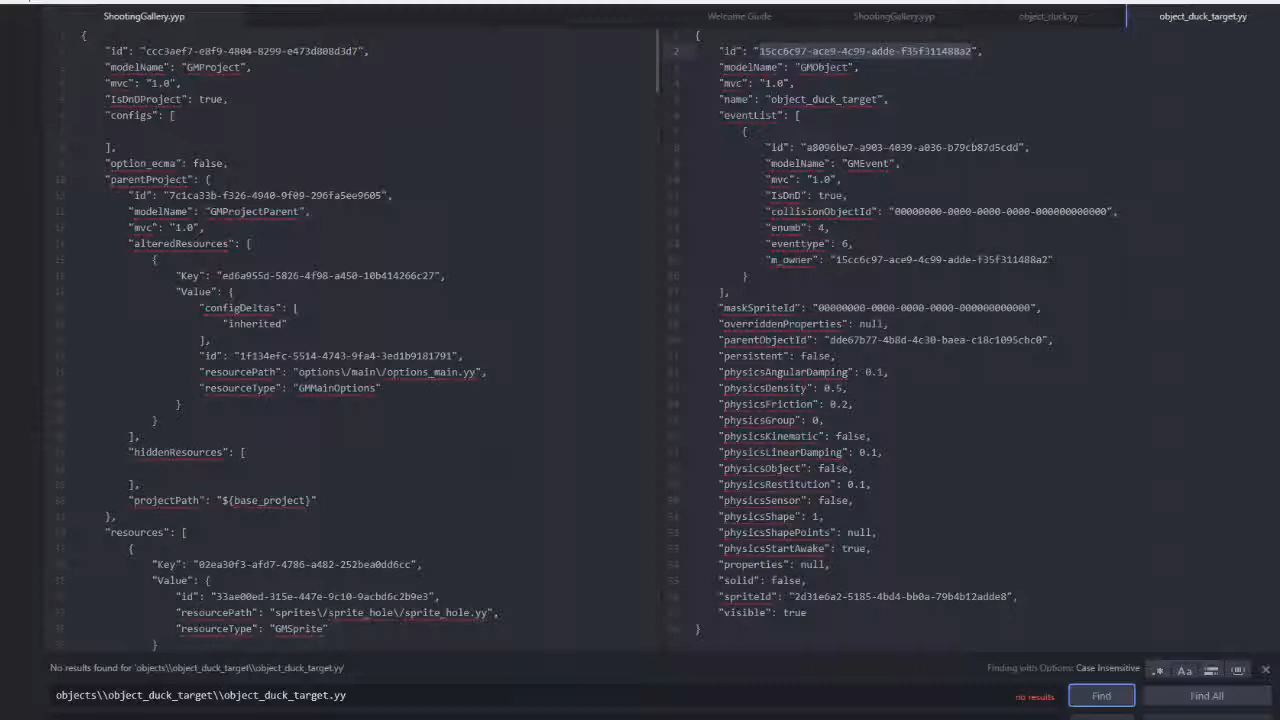 ShootingGallery.yyp
{
"id": "ccc3aef7-e8f9-4804-8299-e473d808d3d7",
"modelName": "GMProject",
"mvc": "1.0",
"IsDnDProject": true,
"configs": [
],
"option_ecma": false,
"parentProject": {
"id": "7c1ca33b-f326-4940-9f09-296fa5ee9605",
"modelName": "GMProjectParent",
"mvc": "1.0",
"alteredResources": [
{
"Key": "ed6a955d-5826-4f98-a450-10b414266c27",
"Value": {
"configDeltas": [
"inherited"
],
"id": "1f134efc-5514-4743-9fa4-3ed1b9181791",
"resourcePath": "options\/main\/options_main.yy",
"resourceType": "GMMainOptions"
}
}
],
"hiddenResources": [
],
"projectPath": "${base_project}"
},
"resources": [
{
"Key": "02ea30f3-afd7-4786-a482-252bea0dd6cc",
"Value": {
"id": "33ae00ed-315e-447e-9c10-9acbd6c2b9e3",
"resourcePath": "sprites\/sprite_hole\/sprite_hole.yy",
"resourceType": "GMSprite"
}
Welcome Guide
ShootingGallery.yyp
object_duck.yy
object_duck_target.yy
{
"id": "15cc6c97-ace9-4c99-adde-f35f311488a2",
"modelName": "GMObject",
"mvc": "1.0",
"name": "object_duck_target",
"eventList": [
{
"id": "a8096be7-a903-4039-a036-b79cb87d5cdd",
"modelName": "GMEvent",
"mvc": "1.0",
"IsDnD": true,
"collisionObjectId": "00000000-0000-0000-0000-000000000000",
"enumb": 4,
"eventtype": 6,
"m_owner": "15cc6c97-ace9-4c99-adde-f35f311488a2"
}
],
"maskSpriteId": "00000000-0000-0000-0000-000000000000",
"overriddenProperties": null,
"parentObjectId": "dde67b77-4b8d-4c30-baea-c18c1095cbc0",
"persistent": false,
"physicsAngularDamping": 0.1,
"physicsDensity": 0.5,
"physicsFriction": 0.2,
"physicsGroup": 0,
"physicsKinematic": false,
"physicsLinearDamping": 0.1,
"physicsObject": false,
"physicsRestitution": 0.1,
"physicsSensor": false,
"physicsShape": 1,
"physicsShapePoints": null,
"physicsStartAwake": true,
"properties": null,
"solid": false,
"spriteId": "2d31e6a2-5185-4bd4-bb0a-79b4b12adde8",
"visible": true
}
No results found for 'objects\\object_duck_target\\object_duck_target.yy'
Finding with Options: Case Insensitive
.* Aa
objects\\object_duck_target\\object_duck_target.yy
no results
Find
Find All